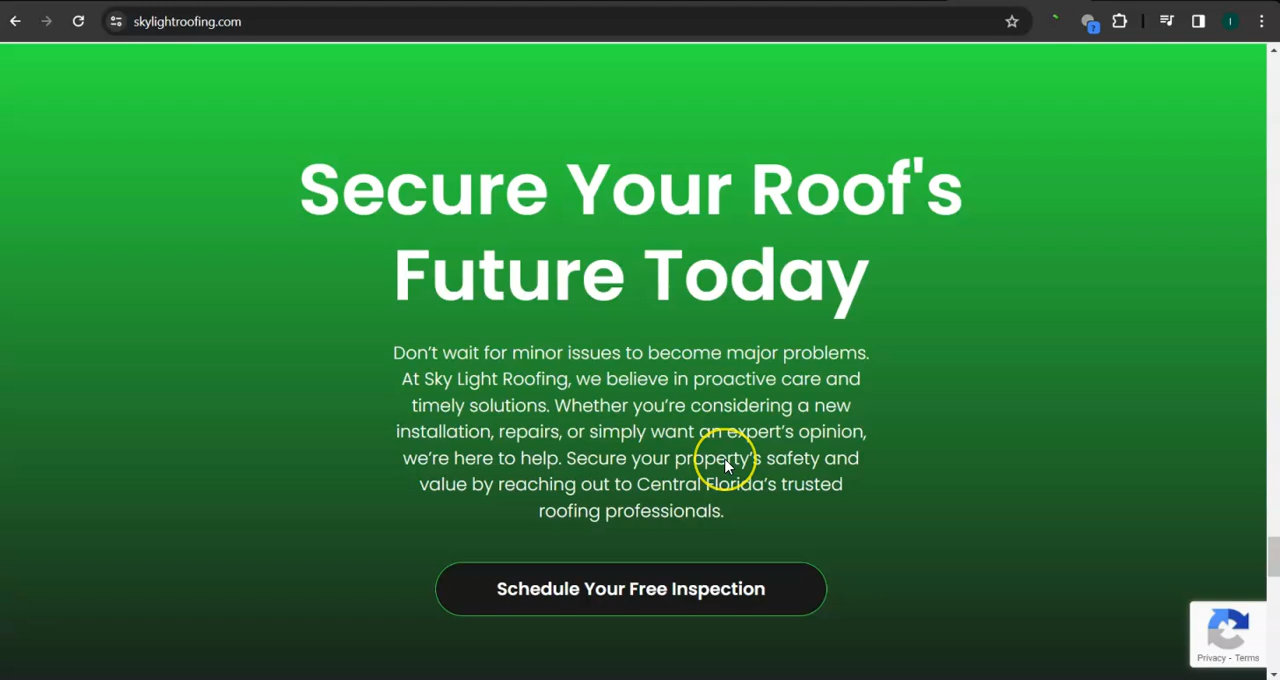 skylightroofing.com
7
I
Secure Your Roof's
Future Today
Don't wait for minor issues to become major problems.
At Sky Light Roofing, we believe in proactive care and
timely solutions. Whether you're considering a new
installation, repairs, or simply want an expert's opinion,
we're here to help. Secure your property's safety and
value by reaching out to Central Florida's trusted
roofing professionals.
Schedule Your Free Inspection
Privacy - Terms